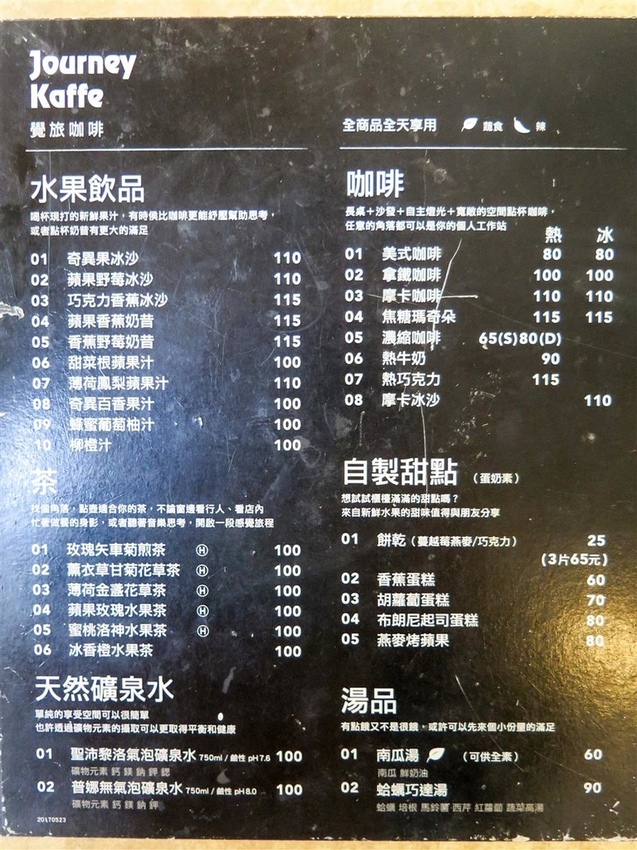 Journey
Kaffe
覺旅咖啡
全商品全天享用 蔬食 辣
水果飲品
喝杯現打的新鮮果汁，有時候比咖啡更能紓壓幫助思考，
或者點杯奶昔有更大的滿足
01 奇異果冰沙 110
02 蘋果野莓冰沙 110
03 巧克力香蕉冰沙 115
04 蘋果香蕉奶昔 115
05 香蕉野莓奶昔 115
06 甜菜根蘋果汁 100
07 薄荷鳳梨蘋果汁 110
08 奇異百香果汁 100
09 蜂蜜葡萄柚汁 100
10 柳橙汁 100
茶
找個角落，點壺適合你的茶，不論窗邊看行人、看店內
忙著做餐的身影，或者聽著音樂思考，開啟一段感覺旅程
01 玫瑰矢車菊煎茶 Ⓗ 100
02 薰衣草甘菊花草茶 Ⓗ 100
03 薄荷金盞花草茶 Ⓗ 100
04 蘋果玫瑰水果茶 Ⓗ 100
05 蜜桃洛神水果茶 Ⓗ 100
06 冰香橙水果茶 100
天然礦泉水
單純的享受空間可以很簡單
也許透過礦物元素的攝取可以更取得平衡和健康
01 聖沛黎洛氣泡礦泉水 750ml / 鹼性 pH7.6 100
礦物元素 鈣 鎂 鈉 鉀 鍶
02 普娜無氣泡礦泉水 750ml / 鹼性 pH8.0 100
礦物元素 鈣 鎂 鈉 鉀
20170523
咖啡
長桌+沙發+自主燈光+寬敞的空間點杯咖啡，
任意的角落都可以是你的個人工作站
熱 冰
01 美式咖啡 80 80
02 拿鐵咖啡 100 100
03 摩卡咖啡 110 110
04 焦糖瑪奇朵 115 115
05 濃縮咖啡 65(S)80(D)
06 熱牛奶 90
07 熱巧克力 115
08 摩卡冰沙 110
自製甜點 (蛋奶素)
想試試櫃檯滿滿的甜點嗎？
來自新鮮水果的甜味值得與朋友分享
01 餅乾 (蔓越莓燕麥/巧克力) 25
(3片65元)
02 香蕉蛋糕 60
03 胡蘿蔔蛋糕 70
04 布朗尼起司蛋糕 80
05 燕麥烤蘋果 80
湯品
有點餓又不是很餓，或許可以先來個小份量的滿足
01 南瓜湯 (可供全素) 60
南瓜 鮮奶油
02 蛤蠣巧達湯 90
蛤蠣 培根 馬鈴薯 西芹 紅蘿蔔 蔬菜高湯